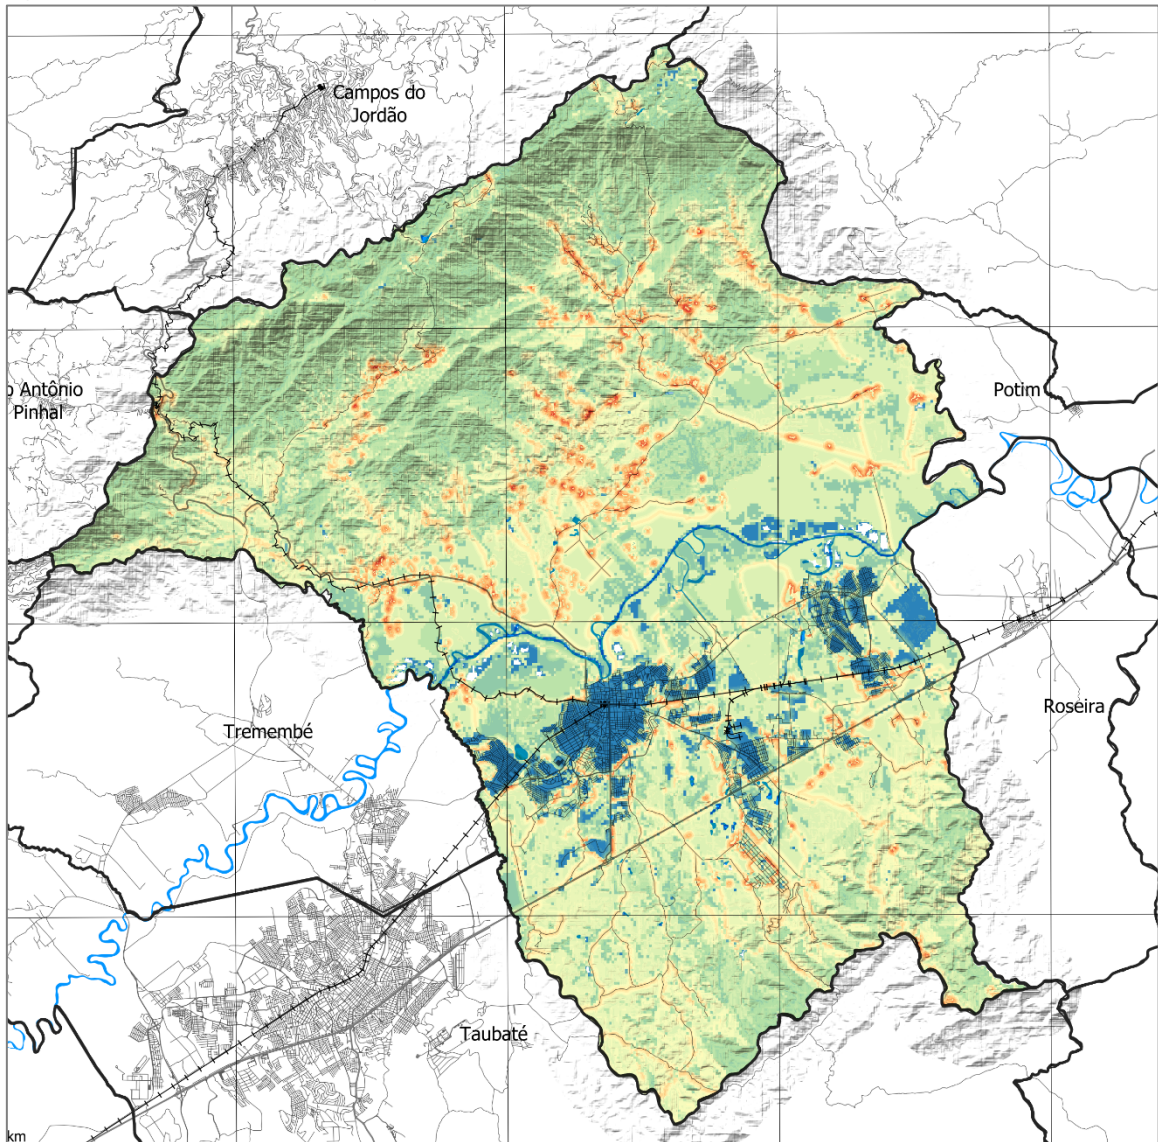 Campos do
Jordão
o Antônio
Pinhal
Potim
Roseira
Tremembé
Taubaté
km